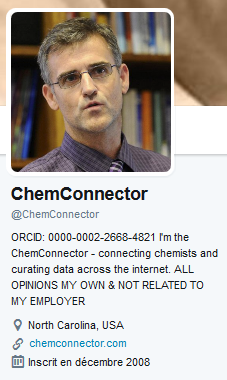 ChemConnector
@ChemConnector
ORCID: 0000-0002-2668-4821 I'm the
ChemConnector - connecting chemists and
curating data across the internet. ALL
OPINIONS MY OWN & NOT RELATED TO
MY EMPLOYER
North Carolina, USA
chemconnector.com
Inscrit en décembre 2008